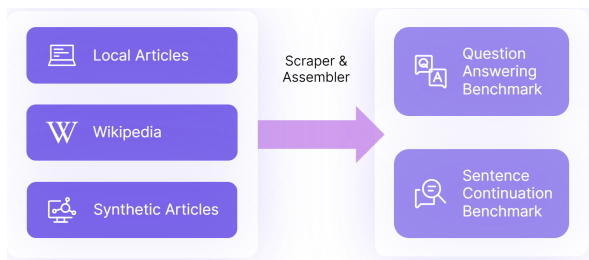 Local Articles
Wikipedia
Synthetic Articles
Scraper &
Assembler
Question
Answering
Benchmark
Sentence
Continuation
Benchmark
W
Q
A